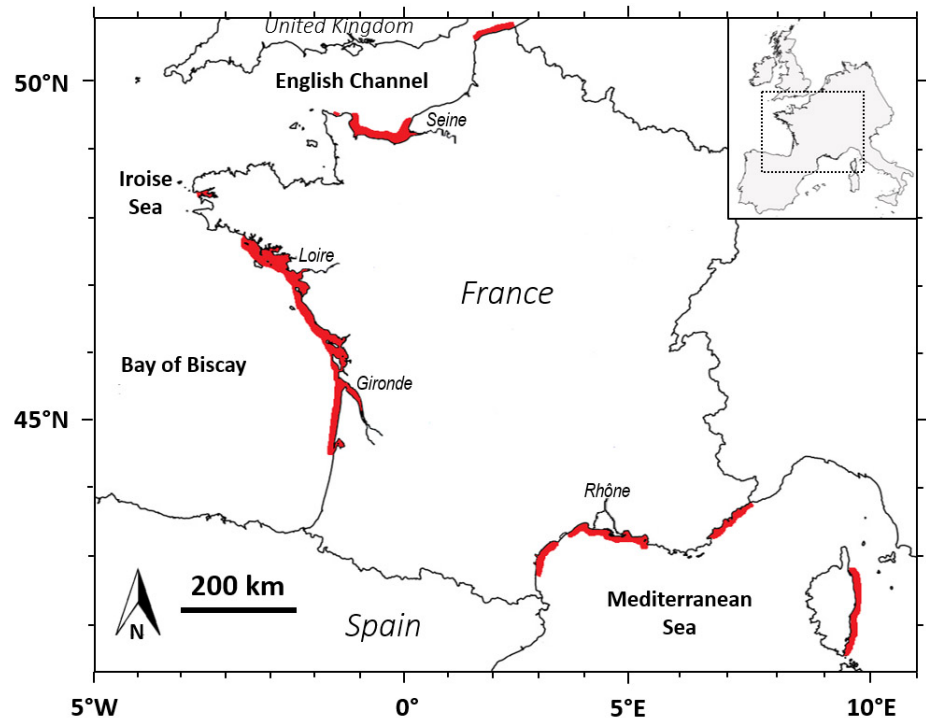 United Kingdom
50°N
English Channel
Seine
Iroise
Sea
Loire
France
Bay of Biscay
Gironde
45°N
Rhône
200 km
N
Mediterranean
Sea
Spain
5°W
0°
5°E
10°E